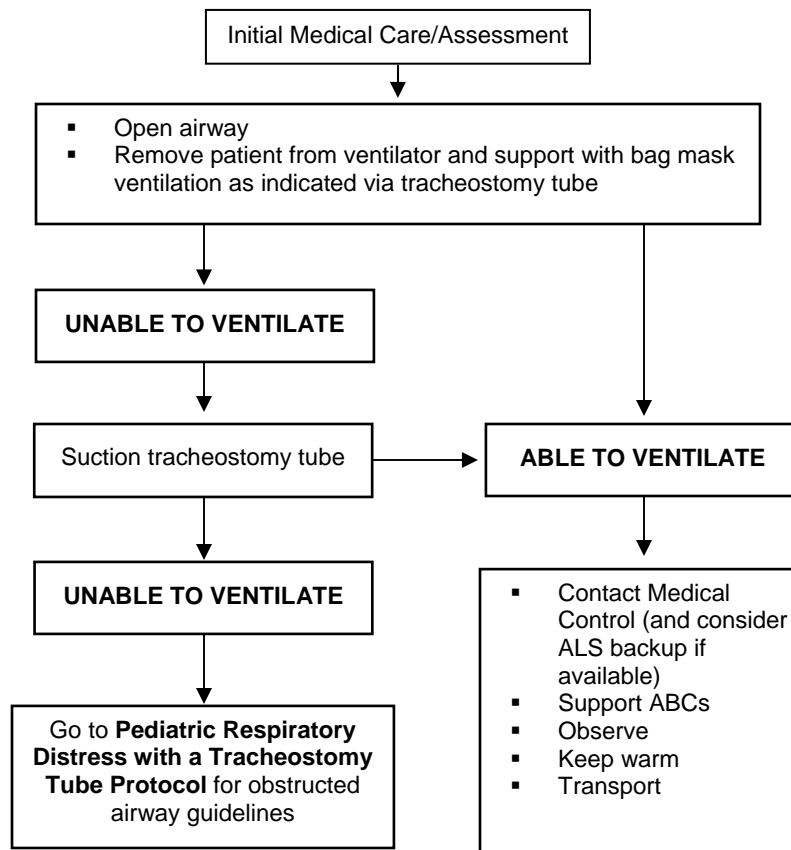 Initial Medical Care/Assessment
▪ Open airway
▪ Remove patient from ventilator and support with bag mask
ventilation as indicated via tracheostomy tube
UNABLE TO VENTILATE
Suction tracheostomy tube
ABLE TO VENTILATE
UNABLE TO VENTILATE
▪ Contact Medical
Control (and consider
ALS backup if
available)
▪ Support ABCs
▪ Observe
▪ Keep warm
▪ Transport
Go to Pediatric Respiratory
Distress with a Tracheostomy
Tube Protocol for obstructed
airway guidelines